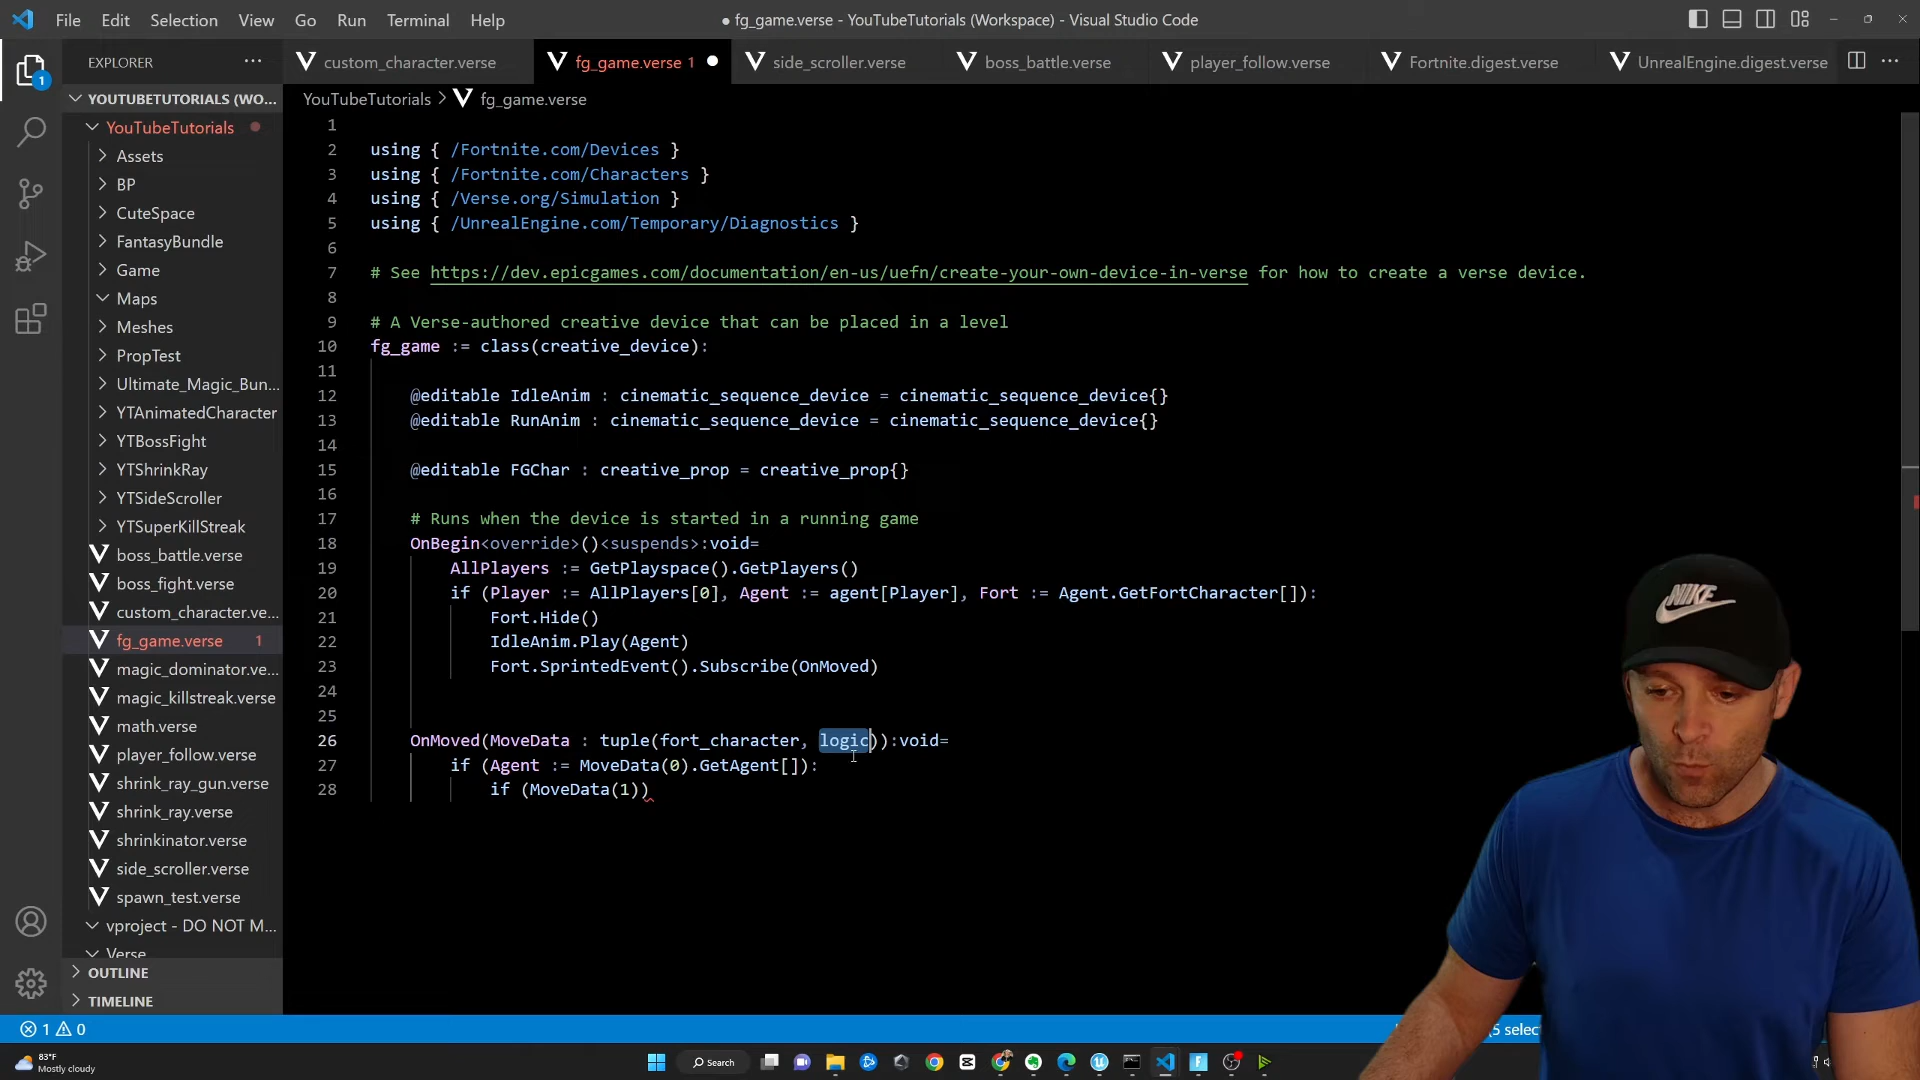 File Edit Selection View Go Run Terminal Help
● fg_game.verse - YouTubeTutorials (Workspace) - Visual Studio Code
EXPLORER ···
custom_character.verse fg_game.verse 1 ● side_scroller.verse boss_battle.verse player_follow.verse Fortnite.digest.verse UnrealEngine.digest.verse ···
YouTubeTutorials > fg_game.verse
1
YOUTUBETUTORIALS (WO...
YouTubeTutorials
Assets
BP
CuteSpace
FantasyBundle
Game
Maps
Meshes
PropTest
Ultimate_Magic_Bun...
YTAnimatedCharacter
YTBossFight
YTShrinkRay
YTSideScroller
YTSuperKillStreak
boss_battle.verse
boss_fight.verse
custom_character.ve...
fg_game.verse 1
magic_dominator.ve...
magic_killstreak.verse
math.verse
player_follow.verse
shrink_ray_gun.verse
shrink_ray.verse
shrinkinator.verse
side_scroller.verse
spawn_test.verse
vproject - DO NOT M...
Verse
OUTLINE
TIMELINE
1
2 using { /Fortnite.com/Devices }
3 using { /Fortnite.com/Characters }
4 using { /Verse.org/Simulation }
5 using { /UnrealEngine.com/Temporary/Diagnostics }
6
7 # See https://dev.epicgames.com/documentation/en-us/uefn/create-your-own-device-in-verse for how to create a verse device.
8
9 # A Verse-authored creative device that can be placed in a level
10 fg_game := class(creative_device):
11
12 @editable IdleAnim : cinematic_sequence_device = cinematic_sequence_device{}
13 @editable RunAnim : cinematic_sequence_device = cinematic_sequence_device{}
14
15 @editable FGChar : creative_prop = creative_prop{}
16
17 # Runs when the device is started in a running game
18 OnBegin<override>()<suspends>:void=
19 AllPlayers := GetPlayspace().GetPlayers()
20 if (Player := AllPlayers[0], Agent := agent[Player], Fort := Agent.GetFortCharacter[]):
21 Fort.Hide()
22 IdleAnim.Play(Agent)
23 Fort.SprintedEvent().Subscribe(OnMoved)
24
25
26 OnMoved(MoveData : tuple(fort_character, logic)):void=
27 if (Agent := MoveData(0).GetAgent[]):
28 if (MoveData(1))
NIKE
1 0
(5 selec
83°F
Mostly cloudy
Search